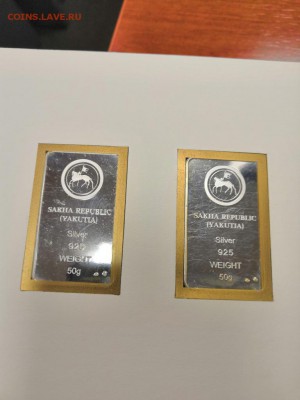 COINS.LAVE.RU
SAKHA REPUBLIC
(YAKUTIA)
Silver
925
WEIGHT
50g
SAKHA REPUBLIC
(YAKUTIA)
Silver
925
WEIGHT
50g